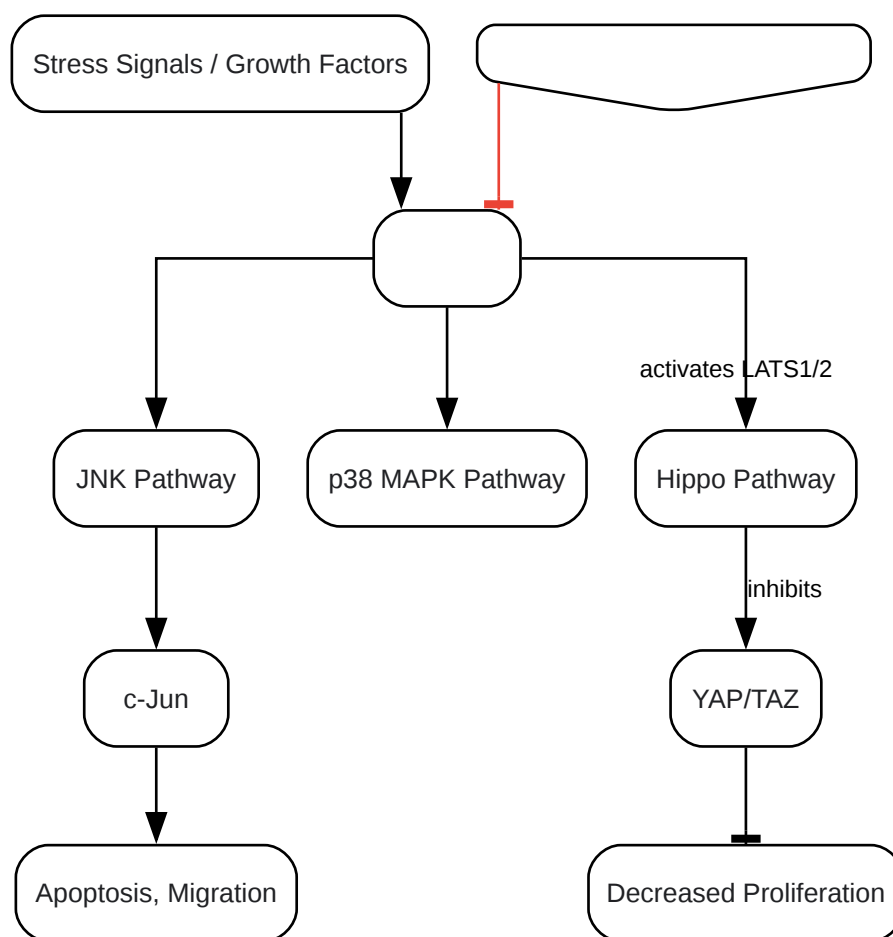 Stress Signals / Growth Factors
activates LATS1/2
JNK Pathway
p38 MAPK Pathway
Hippo Pathway
inhibits
c-Jun
YAP/TAZ
Apoptosis, Migration
Decreased Proliferation